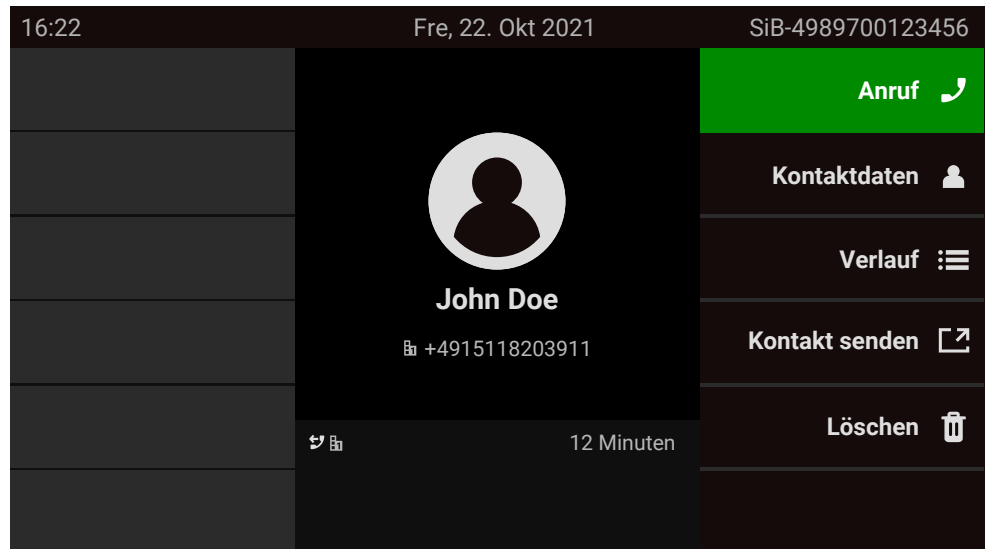 16:22
Fre, 22. Okt 2021
SiB-4989700123456
Anruf
Kontaktdaten
Verlauf
Kontakt senden
Löschen
John Doe
+4915118203911
12 Minuten